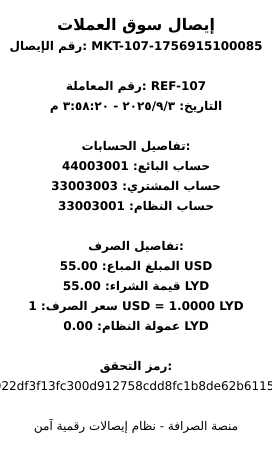 إيصال سوق العملات
رقم الإيصال: MKT-107-1756915100085
رقم المعاملة: REF-107
التاريخ: ٢٠٢٥/٩/٣ - ٣:٥٨:٢٠ م
تفاصيل الحسابات:
حساب البائع: 44003001
حساب المشتري: 33003003
حساب النظام: 33003001
تفاصيل الصرف:
المبلغ المباع: 55.00 USD
قيمة الشراء: 55.00 LYD
سعر الصرف: 1 USD = 1.0000 LYD
عمولة النظام: 0.00 LYD
رمز التحقق:
22df3f13fc300d912758cdd8fc1b8de62b6115
منصة الصرافة - نظام إيصالات رقمية آمن